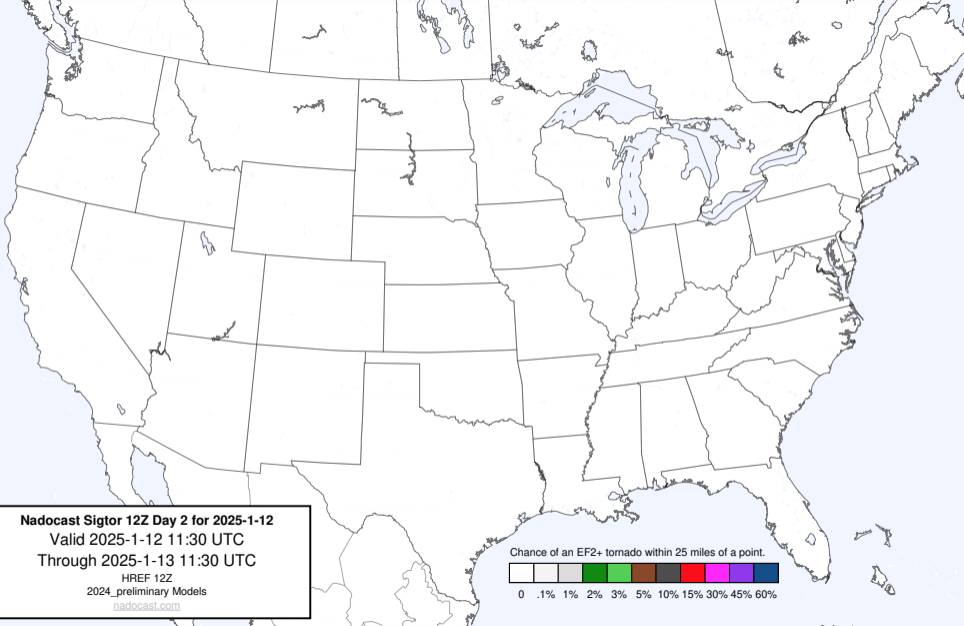 Nadocast Sigtor 12Z Day 2 for 2025-1-12
Valid 2025-1-12 11:30 UTC
Through 2025-1-13 11:30 UTC
HREF 12Z
2024_preliminary Models
nadocast.com
Chance of an EF2+ tornado within 25 miles of a point.
0 .1% 1% 2% 3% 5% 10% 15% 30% 45% 60%